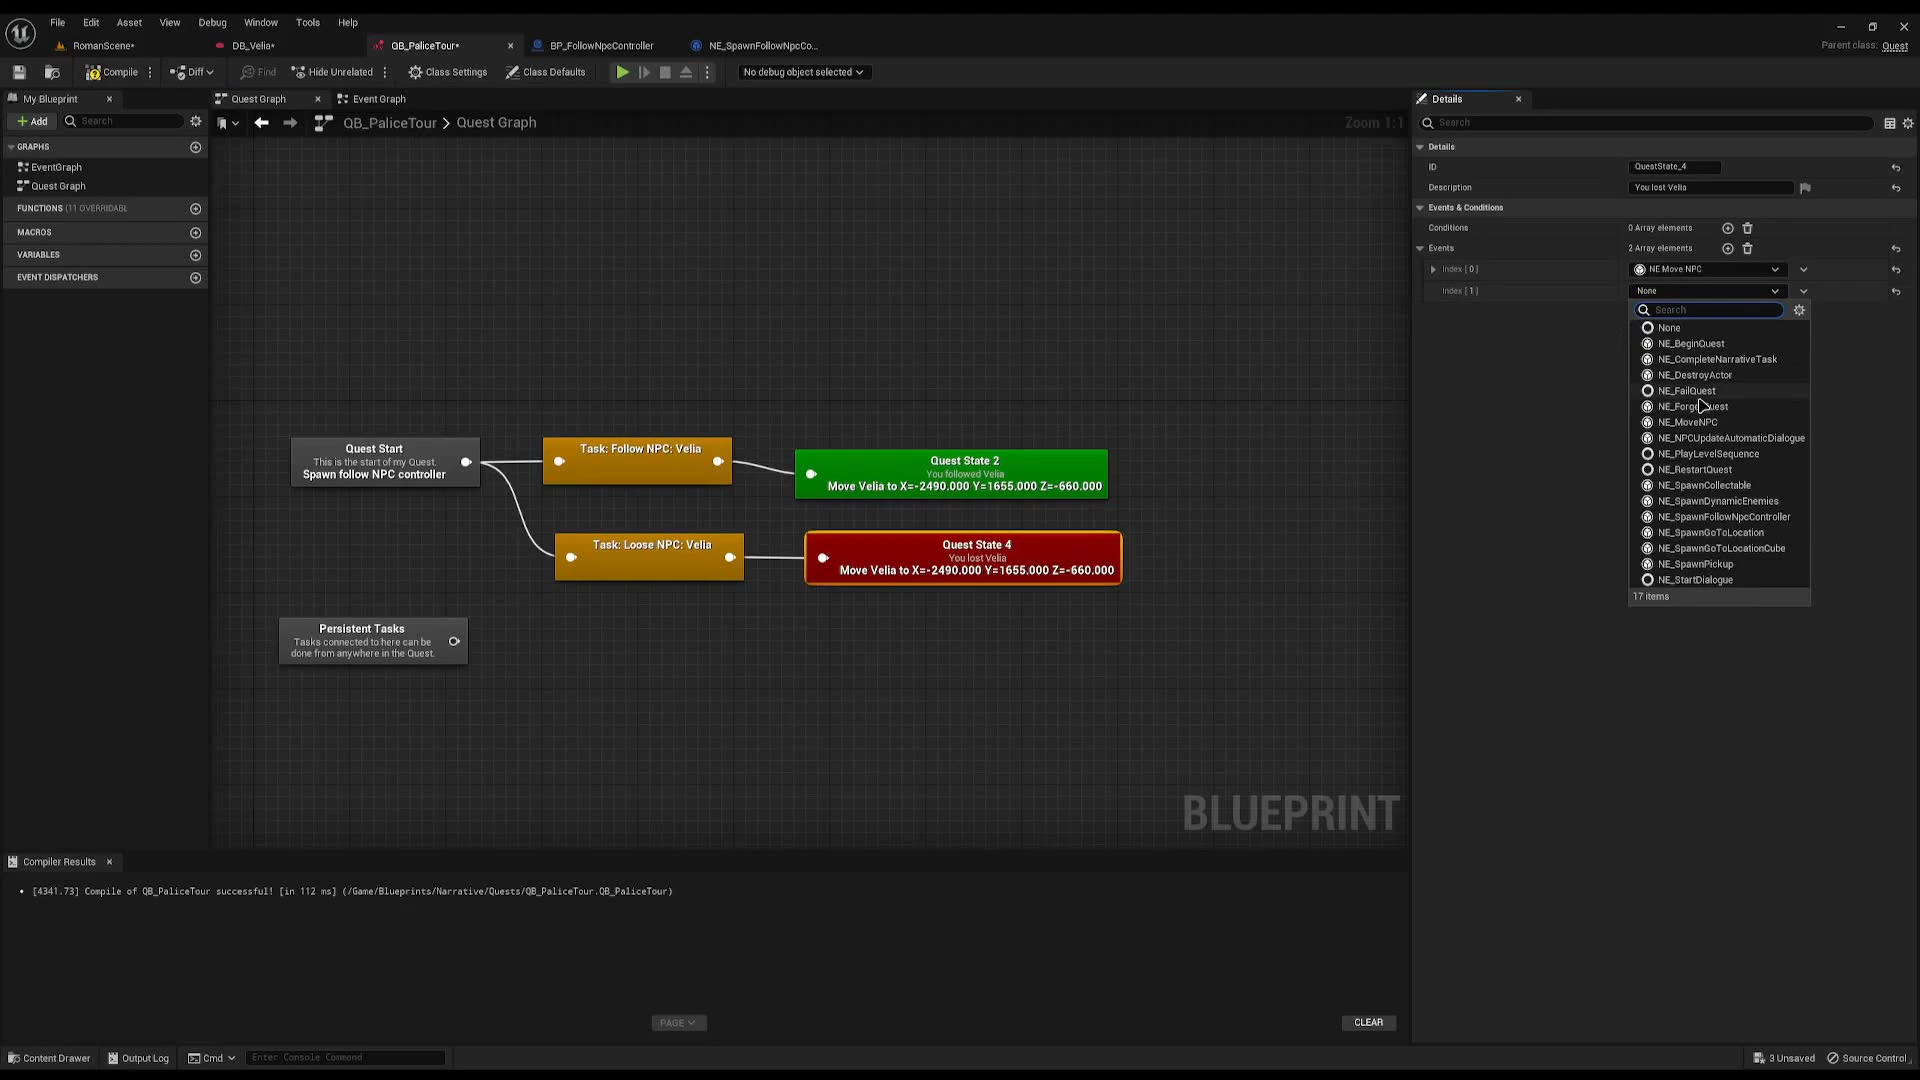 File Edit Asset View Debug Window Tools Help
RomanScene* DB_Velia* QB_PaliceTour* BP_FollowNpcController NE_SpawnFollowNpcCo...
Parent class: Quest
Compile Diff Find Hide Unrelated Class Settings Class Defaults No debug object selected
My Blueprint Quest Graph Event Graph Details
Add Search
QB_PaliceTour > Quest Graph Zoom 1:1
Search
GRAPHS
EventGraph
Quest Graph
FUNCTIONS (11 OVERRIDABL
MACROS
VARIABLES
EVENT DISPATCHERS
Details
ID QuestState_4
Description You lost Velia
Events & Conditions
Conditions 0 Array elements
Events 2 Array elements
Index [ 0 ] NE Move NPC
Index [ 1 ] None
Search
None
NE_BeginQuest
NE_CompleteNarrativeTask
NE_DestroyActor
NE_FailQuest
NE_MoveNPC
NE_NPCUpdateAutomaticDialogue
NE_PlayLevelSequence
NE_RestartQuest
NE_SpawnCollectable
NE_SpawnDynamicEnemies
NE_SpawnFollowNpcController
NE_SpawnGoToLocation
NE_SpawnGoToLocationCube
NE_SpawnPickup
NE_StartDialogue
17 items
Quest Start
This is the start of my Quest.
Spawn follow NPC controller
Task: Follow NPC: Velia
Quest State 2
You followed Velia
Move Velia to X=-2490.000 Y=1655.000 Z=-660.000
Task: Loose NPC: Velia
Quest State 4
You lost Velia
Move Velia to X=-2490.000 Y=1655.000 Z=-660.000
Persistent Tasks
Tasks connected to here can be
done from anywhere in the Quest.
BLUEPRINT
Compiler Results
[4341.73] Compile of QB_PaliceTour successful! [in 112 ms] (/Game/Blueprints/Narrative/Quests/QB_PaliceTour.QB_PaliceTour)
PAGE CLEAR
Content Drawer Output Log Cmd Enter Console Command 3 Unsaved Source Control